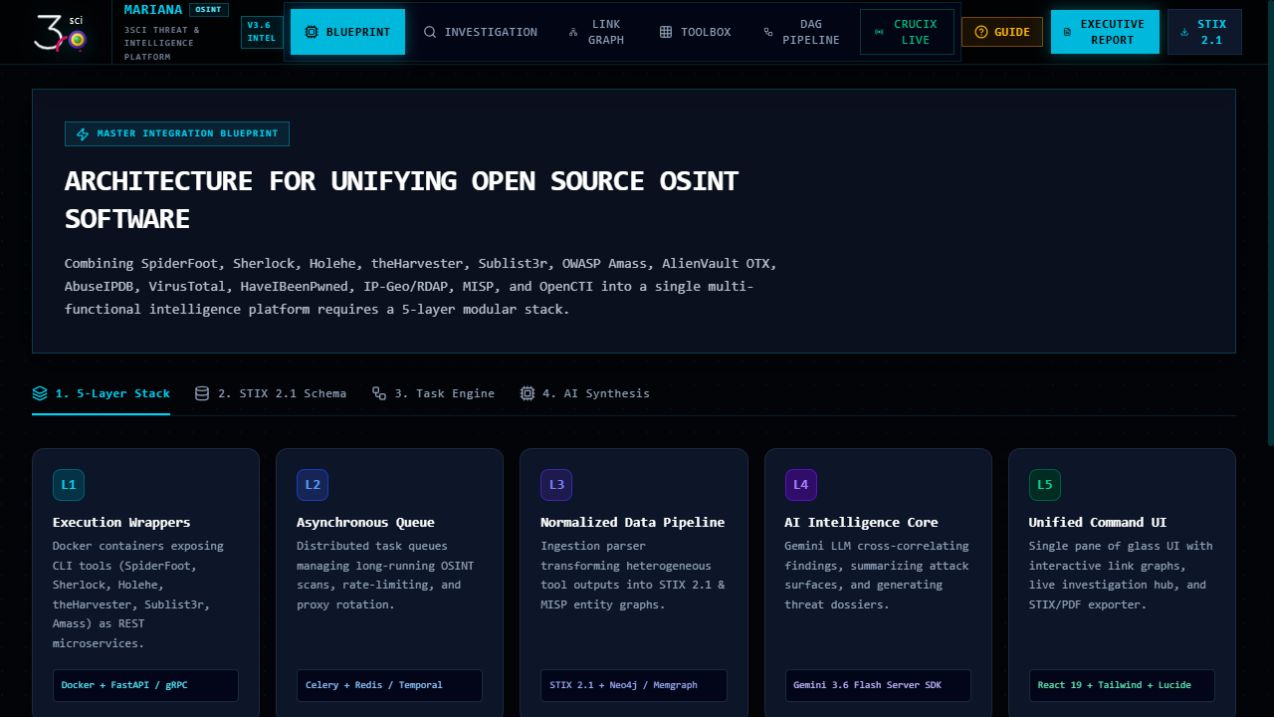 3 sci
MARIANA OSINT
3SCI THREAT &
INTELLIGENCE
PLATFORM
V3.6
INTEL
BLUEPRINT
INVESTIGATION
LINK
GRAPH
TOOLBOX
DAG
PIPELINE
CRUCIX
LIVE
GUIDE
EXECUTIVE
REPORT
STIX
2.1
MASTER INTEGRATION BLUEPRINT
ARCHITECTURE FOR UNIFYING OPEN SOURCE OSINT
SOFTWARE
Combining SpiderFoot, Sherlock, Holehe, theHarvester, Sublist3r, OWASP Amass, AlienVault OTX,
AbuseIPDB, VirusTotal, HaveIBeenPwned, IP-Geo/RDAP, MISP, and OpenCTI into a single multi-
functional intelligence platform requires a 5-layer modular stack.
1. 5-Layer Stack
2. STIX 2.1 Schema
3. Task Engine
4. AI Synthesis
L1
Execution Wrappers
Docker containers exposing
CLI tools (SpiderFoot,
Sherlock, Holehe,
theHarvester, Sublist3r,
Amass) as REST
microservices.
Docker + FastAPI / gRPC
L2
Asynchronous Queue
Distributed task queues
managing long-running OSINT
scans, rate-limiting, and
proxy rotation.
Celery + Redis / Temporal
L3
Normalized Data Pipeline
Ingestion parser
transforming heterogeneous
tool outputs into STIX 2.1 &
MISP entity graphs.
STIX 2.1 + Neo4j / Memgraph
L4
AI Intelligence Core
Gemini LLM cross-correlating
findings, summarizing attack
surfaces, and generating
threat dossiers.
Gemini 3.6 Flash Server SDK
L5
Unified Command UI
Single pane of glass UI with
interactive link graphs,
live investigation hub, and
STIX/PDF exporter.
React 19 + Tailwind + Lucide